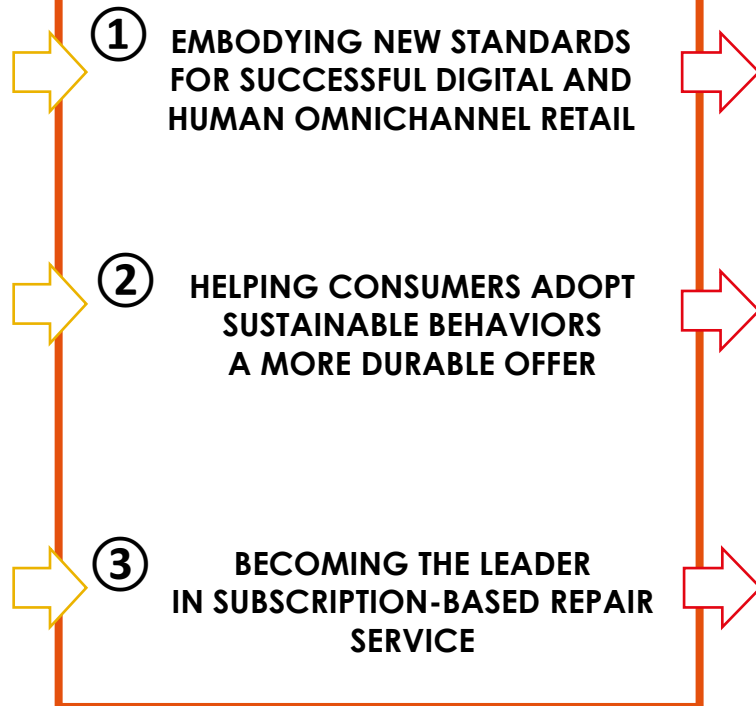 ① EMBODYING NEW STANDARDS
FOR SUCCESSFUL DIGITAL AND
HUMAN OMNICHANNEL RETAIL
② HELPING CONSUMERS ADOPT
SUSTAINABLE BEHAVIORS
A MORE DURABLE OFFER
③ BECOMING THE LEADER
IN SUBSCRIPTION-BASED REPAIR
SERVICE